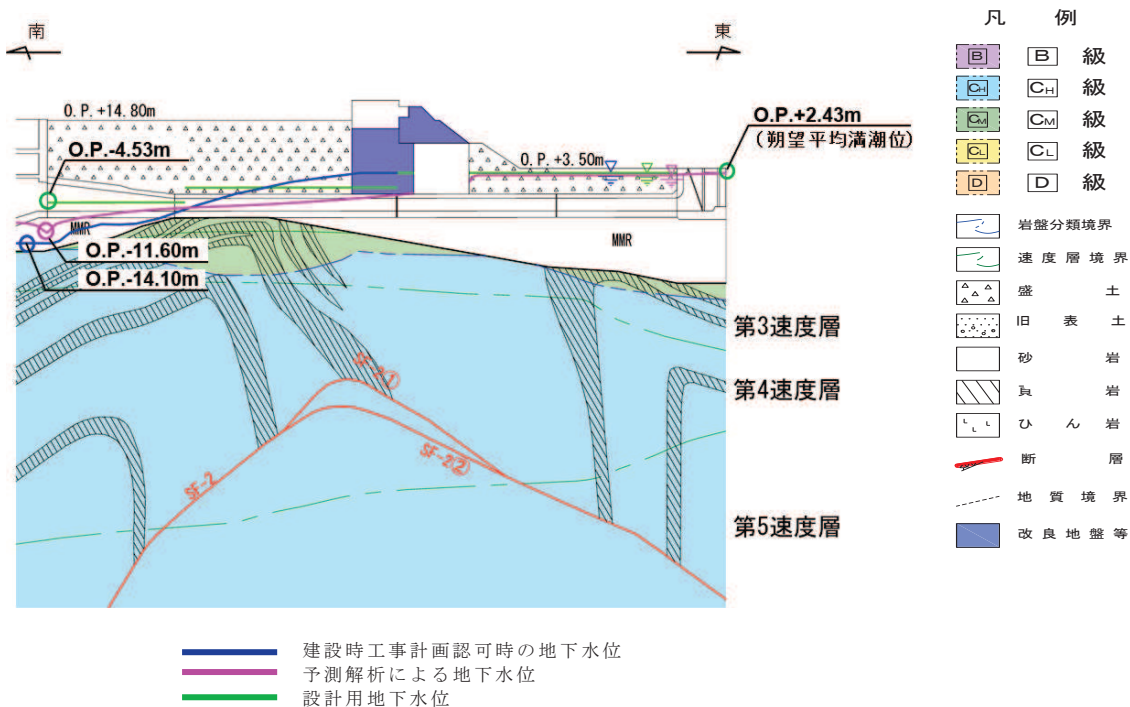 南
東
O.P.+14.80m
O.P.-4.53m
O.P.+3.50m
O.P.+2.43m
(朔望平均満潮位)
MMR
MMR
O.P.-11.60m
O.P.-14.10m
第3速度層
第4速度層
第5速度層
SF-2①
SF-2②
SF-2
凡 例
B B 級
CH CH 級
CM CM 級
CL CL 級
D D 級
岩盤分類境界
速度層境界
盛 土
旧 表 土
砂 岩
頁 岩
ひ ん 岩
断 層
地 質 境 界
改 良 地 盤 等
建設時工事計画認可時の地下水位
予測解析による地下水位
設計用地下水位